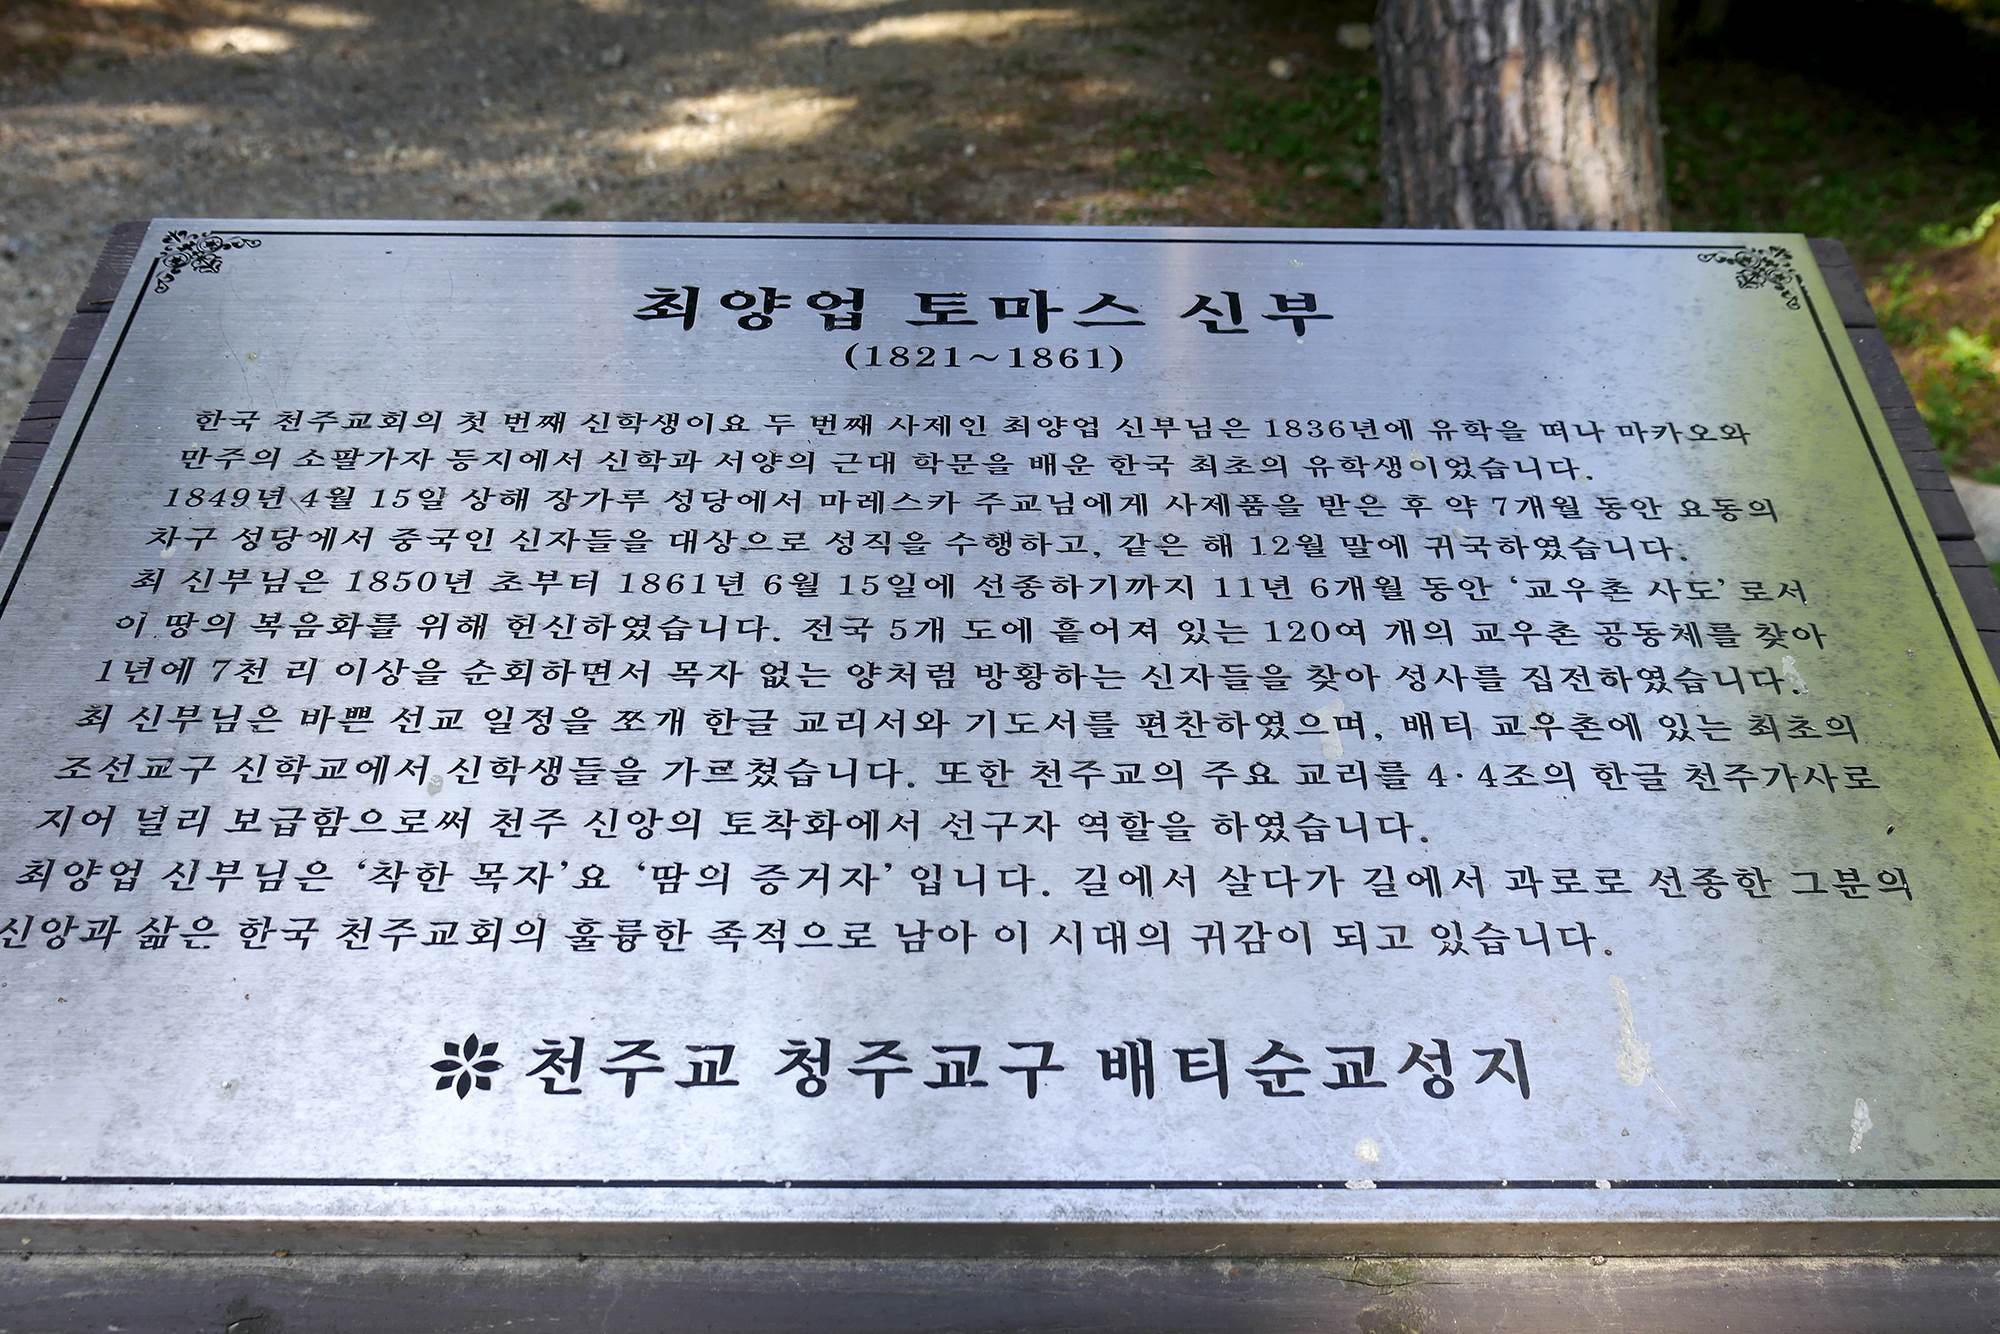 최양업 토마스 신부
(1821~1861)
한국 천주교회의 첫 번째 신학생이요 두 번째 사제인 최양업 신부님은 1836년에 유학을 떠나 마카오와
만주의 소팔가자 등지에서 신학과 서양의 근대 학문을 배운 한국 최초의 유학생이었습니다.
1849년 4월 15일 상해 장가루 성당에서 마레스카 주교님에게 사제품을 받은 후 약 7개월 동안 요동의
차구 성당에서 중국인 신자들을 대상으로 성직을 수행하고, 같은 해 12월 말에 귀국하였습니다.
최 신부님은 1850년 초부터 1861년 6월 15일에 선종하기까지 11년 6개월 동안 ‘교우촌 사도’로서
이 땅의 복음화를 위해 헌신하였습니다. 전국 5개 도에 흩어져 있는 120여 개의 교우촌 공동체를 찾아
1년에 7천 리 이상을 순회하면서 목자 없는 양처럼 방황하는 신자들을 찾아 성사를 집전하였습니다.
최 신부님은 바쁜 선교 일정을 쪼개 한글 교리서와 기도서를 편찬하였으며, 배티 교우촌에 있는 최초의
조선교구 신학교에서 신학생들을 가르쳤습니다. 또한 천주교의 주요 교리를 4·4조의 한글 천주가사로
지어 널리 보급함으로써 천주 신앙의 토착화에서 선구자 역할을 하였습니다.
최양업 신부님은 ‘착한 목자’요 ‘땀의 증거자’입니다. 길에서 살다가 길에서 과로로 선종한 그분의
신앙과 삶은 한국 천주교회의 훌륭한 족적으로 남아 이 시대의 귀감이 되고 있습니다.
천주교 청주교구 배티순교성지